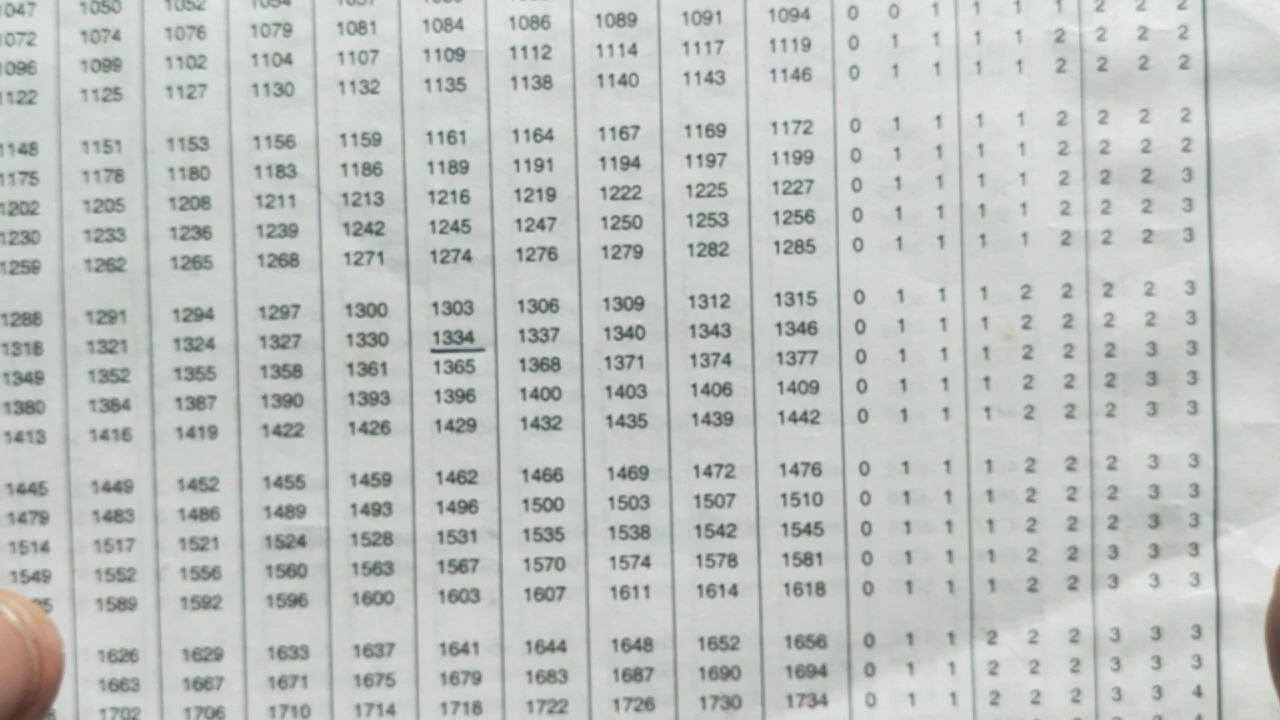 1047 1050 1052
1072 1074 1076 1079 1081 1084 1086 1089 1091 1094 0 0 1 1 1 1 2 2 2
1096 1099 1102 1104 1107 1109 1112 1114 1117 1119 0 1 1 1 1 2 2 2 2
1122 1125 1127 1130 1132 1135 1138 1140 1143 1146 0 1 1 1 1 2 2 2 2
1148 1151 1153 1156 1159 1161 1164 1167 1169 1172 0 1 1 1 1 2 2 2 2
1175 1178 1180 1183 1186 1189 1191 1194 1197 1199 0 1 1 1 1 2 2 2 2
1202 1205 1208 1211 1213 1216 1219 1222 1225 1227 0 1 1 1 1 2 2 2 3
1230 1233 1236 1239 1242 1245 1247 1250 1253 1256 0 1 1 1 1 2 2 2 3
1259 1262 1265 1268 1271 1274 1276 1279 1282 1285 0 1 1 1 1 2 2 2 3
1288 1291 1294 1297 1300 1303 1306 1309 1312 1315 0 1 1 1 2 2 2 2 3
1318 1321 1324 1327 1330 1334 1337 1340 1343 1346 0 1 1 1 2 2 2 2 3
1349 1352 1355 1358 1361 1365 1368 1371 1374 1377 0 1 1 1 2 2 2 3 3
1380 1384 1387 1390 1393 1396 1400 1403 1406 1409 0 1 1 1 2 2 2 3 3
1413 1416 1419 1422 1426 1429 1432 1435 1439 1442 0 1 1 1 2 2 2 3 3
1445 1449 1452 1455 1459 1462 1466 1469 1472 1476 0 1 1 1 2 2 2 3 3
1479 1483 1486 1489 1493 1496 1500 1503 1507 1510 0 1 1 1 2 2 2 3 3
1514 1517 1521 1524 1528 1531 1535 1538 1542 1545 0 1 1 1 2 2 2 3 3
1549 1552 1556 1560 1563 1567 1570 1574 1578 1581 0 1 1 1 2 2 3 3 3
1589 1592 1596 1600 1603 1607 1611 1614 1618 0 1 1 1 2 2 3 3 3
1626 1629 1633 1637 1641 1644 1648 1652 1656 0 1 1 2 2 2 3 3 3
1663 1667 1671 1675 1679 1683 1687 1690 1694 0 1 1 2 2 2 3 3 3
1702 1706 1710 1714 1718 1722 1726 1730 1734 0 1 1 2 2 2 3 3 4